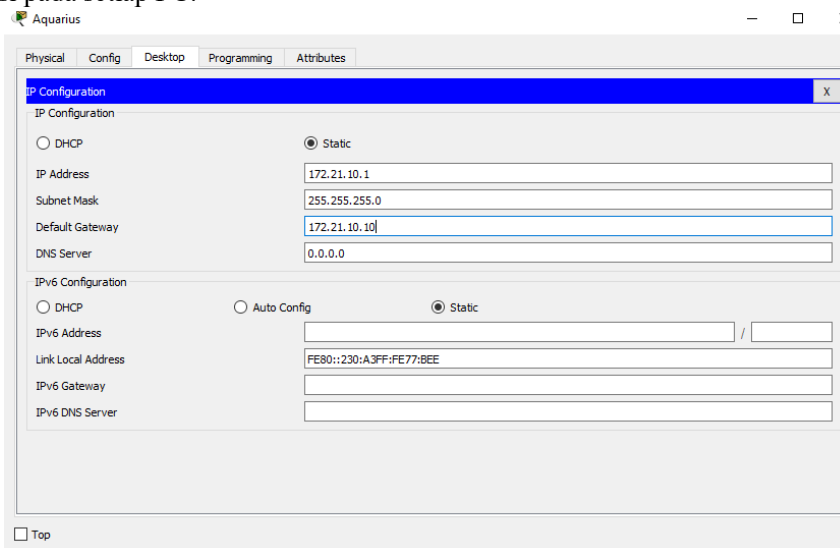 pada setiap PC.
Aquarius
Physical Config Desktop Programming Attributes
IP Configuration X
IP Configuration
DHCP Static
IP Address 172.21.10.1
Subnet Mask 255.255.255.0
Default Gateway 172.21.10.10
DNS Server 0.0.0.0
IPv6 Configuration
DHCP Auto Config Static
IPv6 Address /
Link Local Address FE80::230:A3FF:FE77:BEE
IPv6 Gateway
IPv6 DNS Server
Top